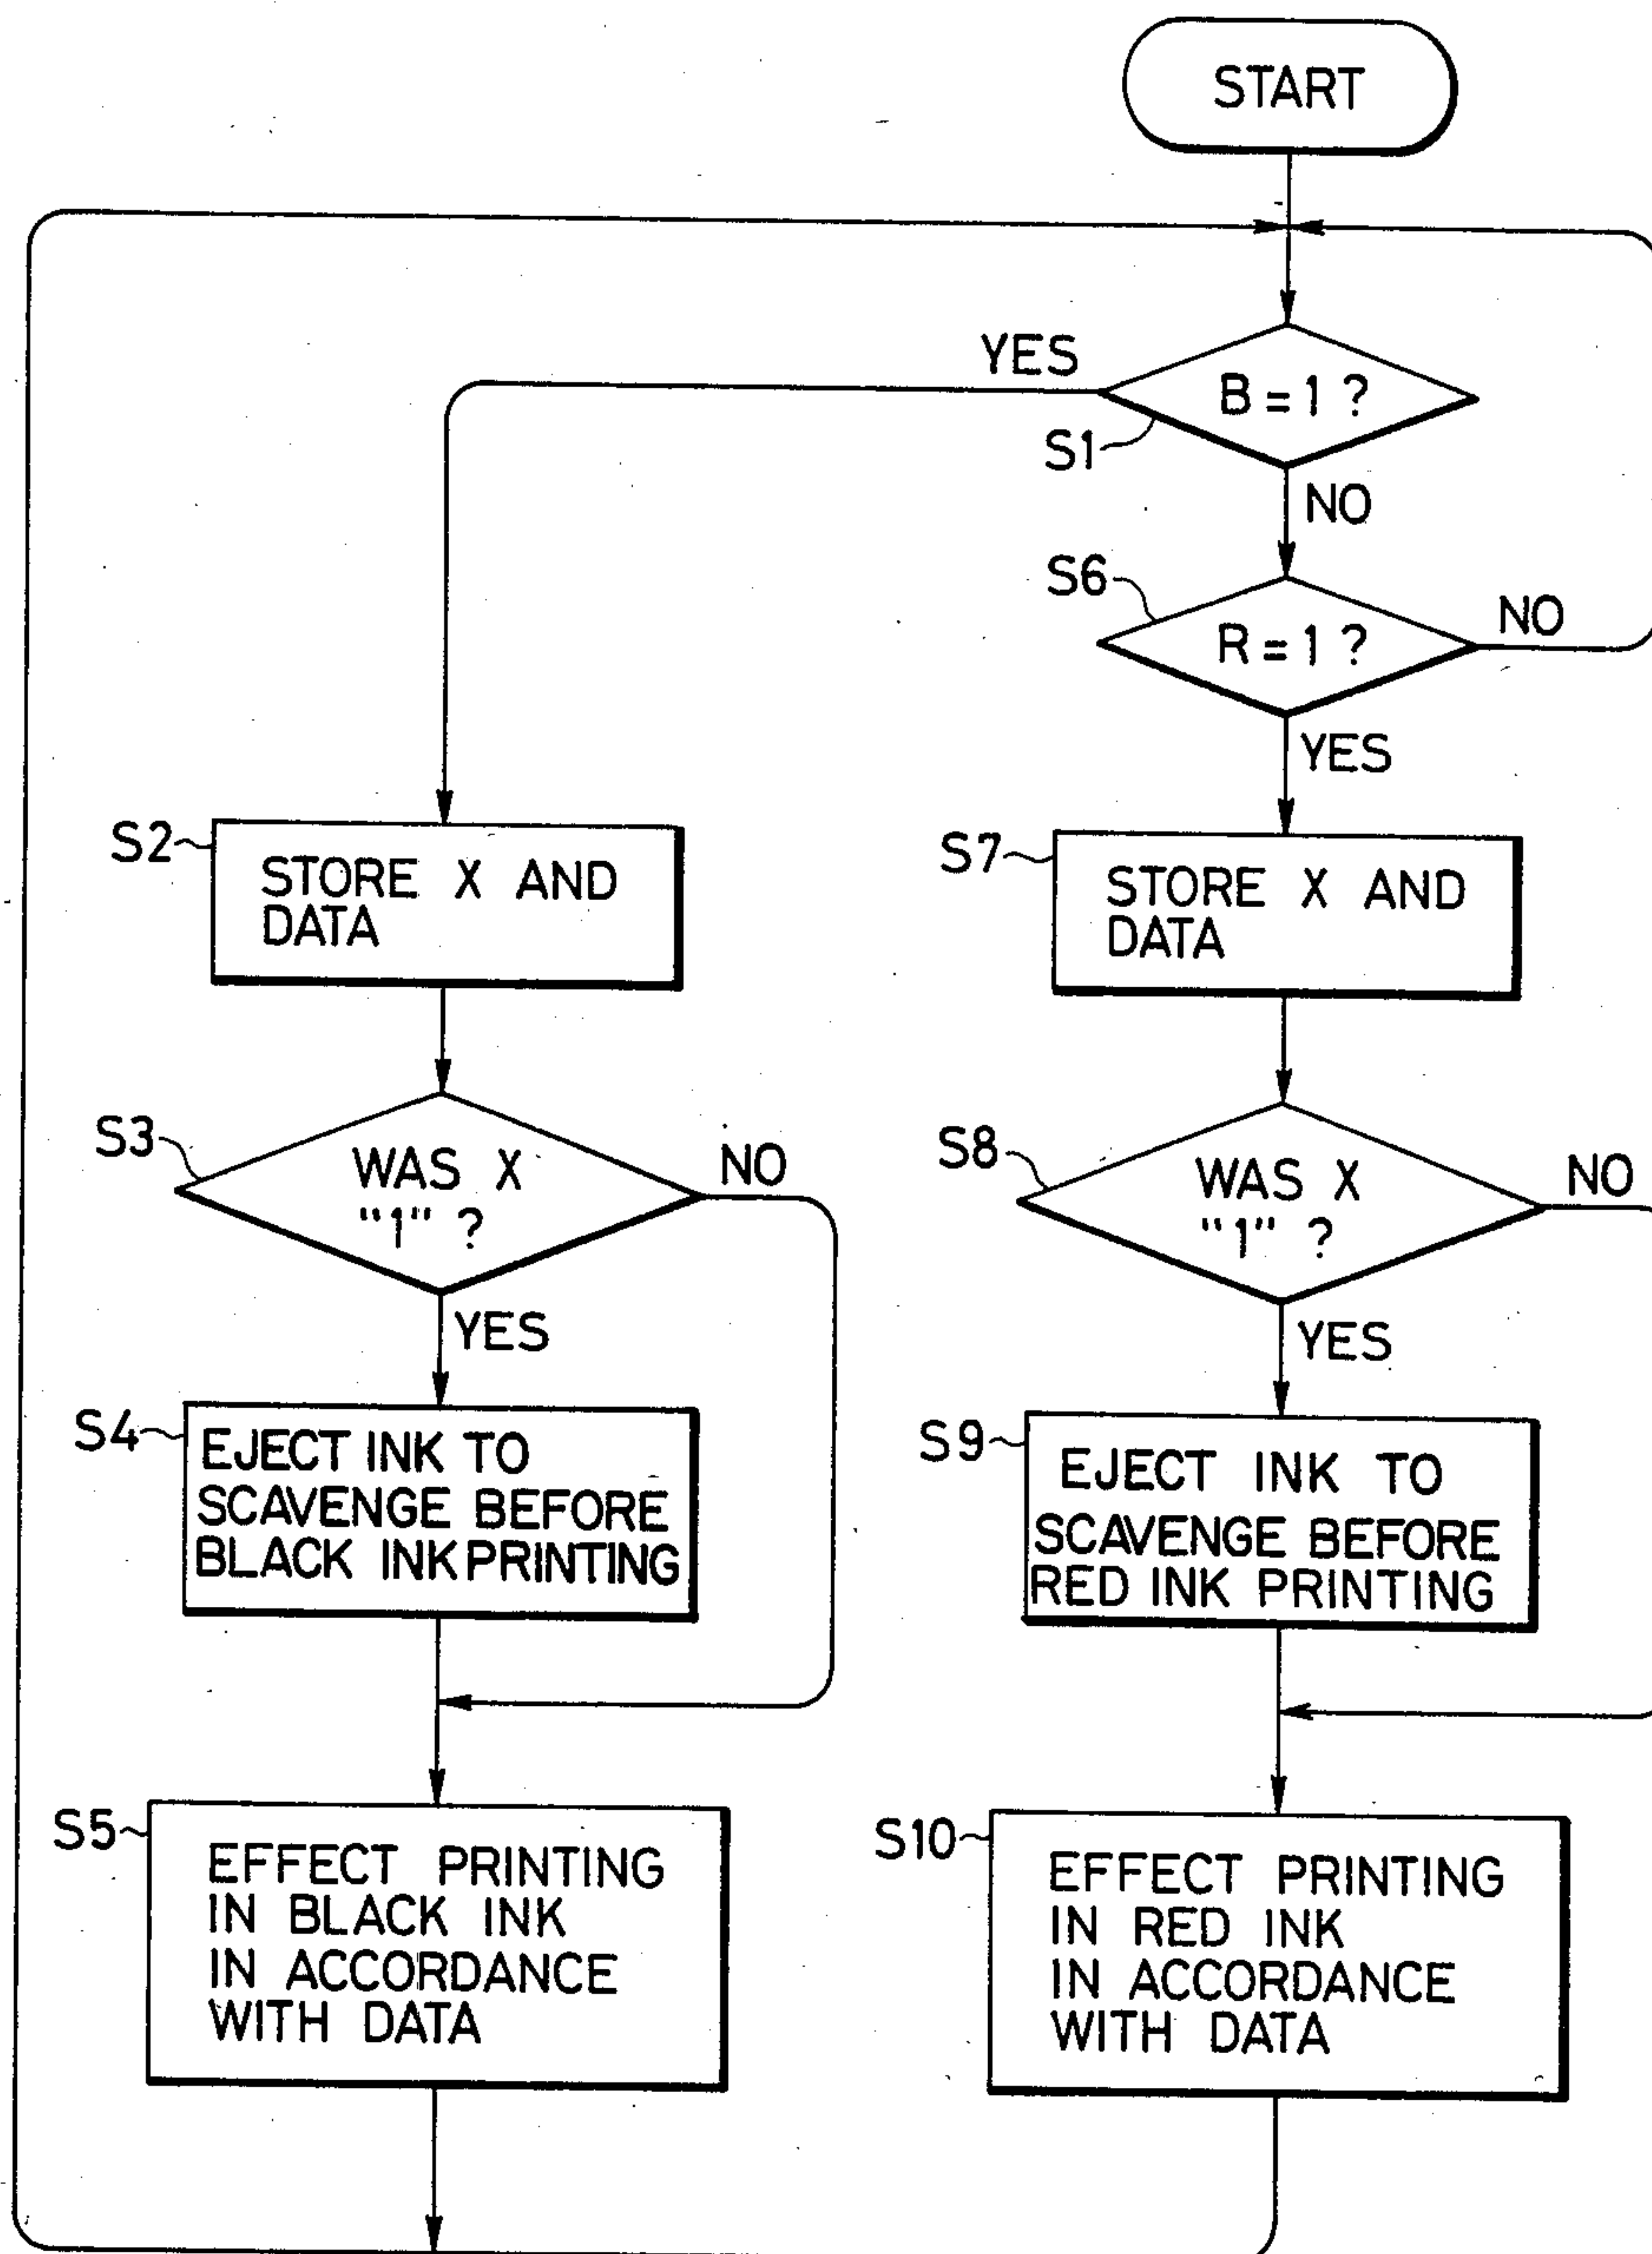 START
YES
B = 1 ?
S1
NO
S6
R = 1 ?
NO
YES
S2
STORE X AND
DATA
S7
STORE X AND
DATA
S3
WAS X
"1" ?
NO
S8
WAS X
"1" ?
NO
YES
YES
S4
EJECT INK TO
SCAVENGE BEFORE
BLACK INK PRINTING
S9
EJECT INK TO
SCAVENGE BEFORE
RED INK PRINTING
S5
EFFECT PRINTING
IN BLACK INK
IN ACCORDANCE
WITH DATA
S10
EFFECT PRINTING
IN RED INK
IN ACCORDANCE
WITH DATA